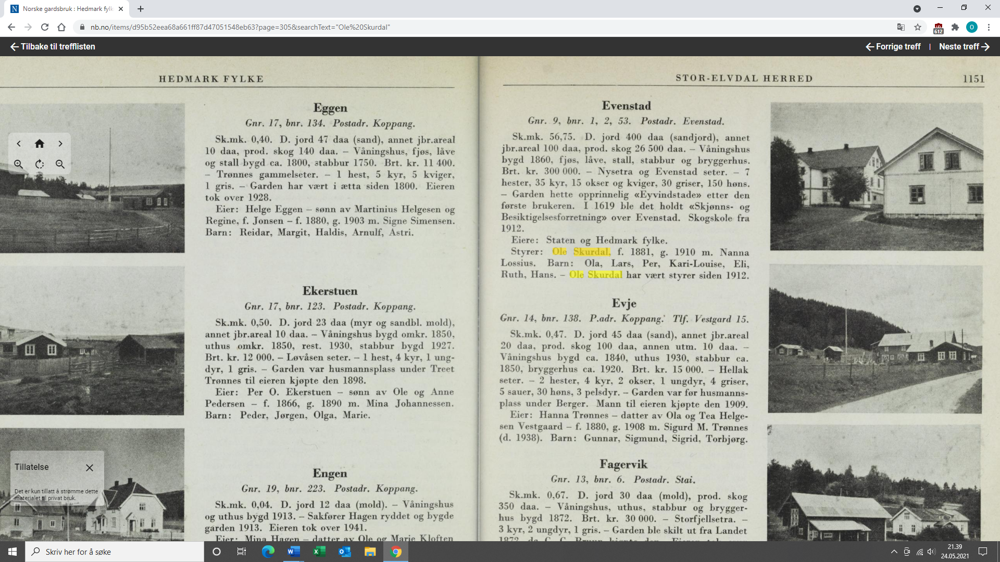 Norske gardsbruk : Hedmark fylk
nb.no/items/d95b52eea68a661ff87d47051548eb63?page=305&searchText="Ole%20Skurdal"
612
O
Tilbake til trefflisten
Forrige treff | Neste treff
HEDMARK FYLKE
Eggen
Gnr. 17, bnr. 134. Postadr. Koppang.
Sk.mk. 0,40. D. jord 47 daa (sand), annet jbr.areal
10 daa, prod. skog 140 daa. – Våningshus, fjøs, låve
og stall bygd ca. 1800, stabbur 1750. Brt. kr. 11 400.
– Trønnes gammelseter. – 1 hest, 5 kyr, 5 kviger,
1 gris. – Garden har vært i ætta siden 1800. Eieren
tok over 1928.
Eier: Helge Eggen – sønn av Martinius Helgesen og
Regine, f. Jonsen – f. 1880, g. 1903 m. Signe Simensen.
Barn: Reidar, Margit, Haldis, Arnulf, Astri.
Ekerstuen
Gnr. 17, bnr. 123. Postadr. Koppang.
Sk.mk. 0,50. D. jord 23 daa (myr og sandbl. mold),
annet jbr.areal 10 daa. – Våningshus bygd omkr. 1850,
uthus omkr. 1850, rest. 1930, stabbur bygd 1927.
Brt. kr. 12 000. – Løvåsen seter. – 1 hest, 4 kyr, 1 ung-
dyr, 1 gris. – Garden var husmannsplass under Treet
Trønnes til eieren kjøpte den 1898.
Eier: Per O. Ekerstuen – sønn av Ole og Anne
Pedersen – f. 1866, g. 1890 m. Mina Johannessen.
Barn: Peder, Jørgen, Olga, Marie.
Engen
Gnr. 19, bnr. 223. Postadr. Koppang.
Sk.mk. 0,04. D. jord 12 daa (mold). – Våningshus
og uthus bygd 1913. – Sakfører Hagen ryddet og bygde
garden 1913. Eieren tok over 1941.
Eier: Mina Hagen – datter av Ole og Marie Kloften
STOR-ELVDAL HERRED 1151
Evenstad
Gnr. 9, bnr. 1, 2, 53. Postadr. Evenstad.
Sk.mk. 56,75. D. jord 400 daa (sandjord), annet
jbr.areal 100 daa, prod. skog 26 500 daa. – Våningshus
bygd 1860, fjøs, låve, stall, stabbur og bryggerhus.
Brt. kr. 300 000. – Nysetra og Evenstad seter. – 7
hester, 35 kyr, 15 okser og kviger, 30 griser, 150 høns.
– Garden hette opprinnelig «Eyvindstade» etter den
første brukeren. I 1619 ble det holdt «Skjønns- og
Besiktigelsesforretning» over Evenstad. Skogskole fra
1912.
Eiere: Staten og Hedmark fylke.
Styrer: Ole Skurdal, f. 1881, g. 1910 m. Nanna
Lossius. Barn: Ola, Lars, Per, Kari-Louise, Eli,
Ruth, Hans. – Ole Skurdal har vært styrer siden 1912.
Evje
Gnr. 14, bnr. 138. P.adr. Koppang. Tlf. Vestgard 15.
Sk.mk. 0,47. D. jord 45 daa (sand), annet jbr.areal
20 daa, prod. skog 100 daa, annen utm. 10 daa. –
Våningshus bygd ca. 1840, uthus 1930, stabbur ca.
1850, bryggerhus ca. 1920. Brt. kr. 15 000. – Hellak
seter. – 2 hester, 4 kyr, 2 okser, 1 ungdyr, 4 griser,
5 sauer, 30 høns, 3 pelsdyr. – Garden var før husmanns-
plass under Berger. Mann til eieren kjøpte den 1909.
Eier: Hanna Trønnes – datter av Ola og Tea Helge-
sen Vestgaard – f. 1880, g. 1908 m. Sigurd M. Trønnes
(d. 1938). Barn: Gunnar, Sigmund, Sigrid, Torbjørg.
Fagervik
Gnr. 13, bnr. 6. Postadr. Stai.
Sk.mk. 0,67. D. jord 30 daa (mold), prod. skog
350 daa. – Våningshus, uthus, stabbur og brygger-
hus bygd 1872. Brt. kr. 30 000. – Storfjellsetra. –
3 kyr, 2 ungdyr, 1 gris. – Garden ble skilt ut fra Landet
Tillatelse
Det er kun tillatt å strømme dette
materialet til privat bruk.
Skriv her for å søke
21.39
24.05.2021